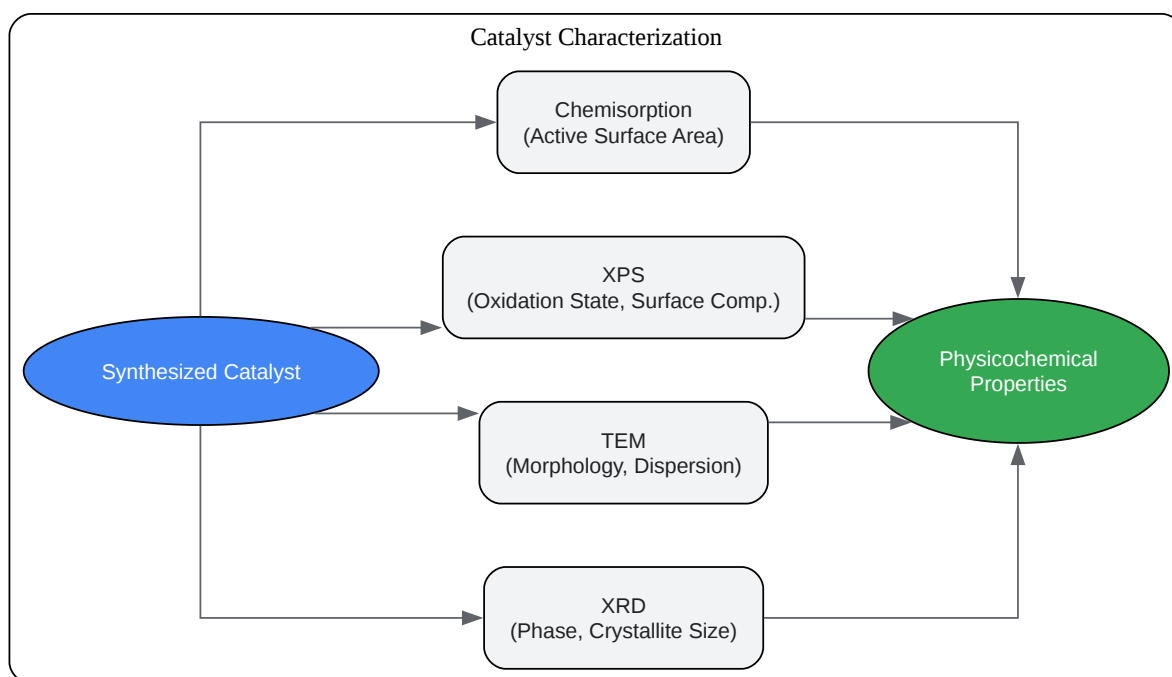 Catalyst Characterization
Chemisorption
(Active Surface Area)
XPS
(Oxidation State, Surface Comp.)
Synthesized Catalyst
Physicochemical
Properties
TEM
(Morphology, Dispersion)
XRD
(Phase, Crystallite Size)